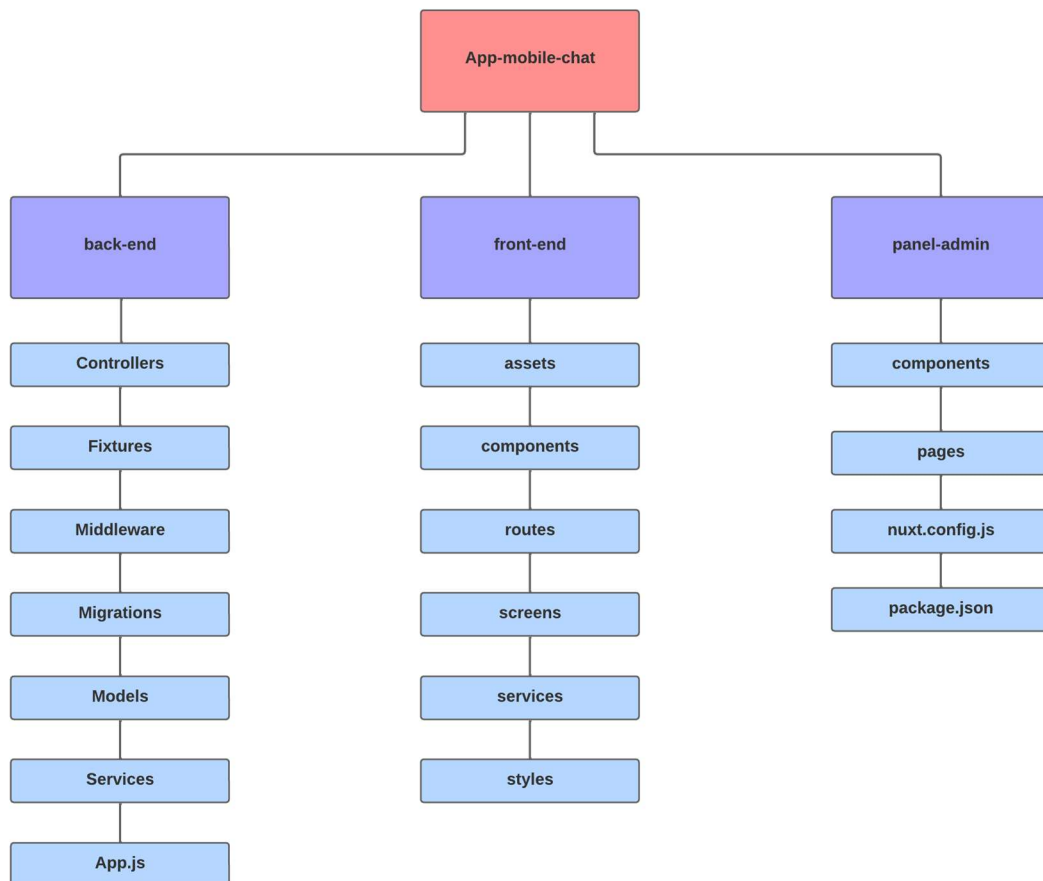 App-mobile-chat
back-end
front-end
panel-admin
Controllers
assets
components
Fixtures
components
pages
Middleware
routes
nuxt.config.js
Migrations
screens
package.json
Models
services
Services
styles
App.js